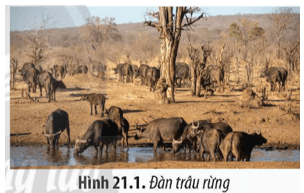 Hình 21.1. Đàn trâu rừng